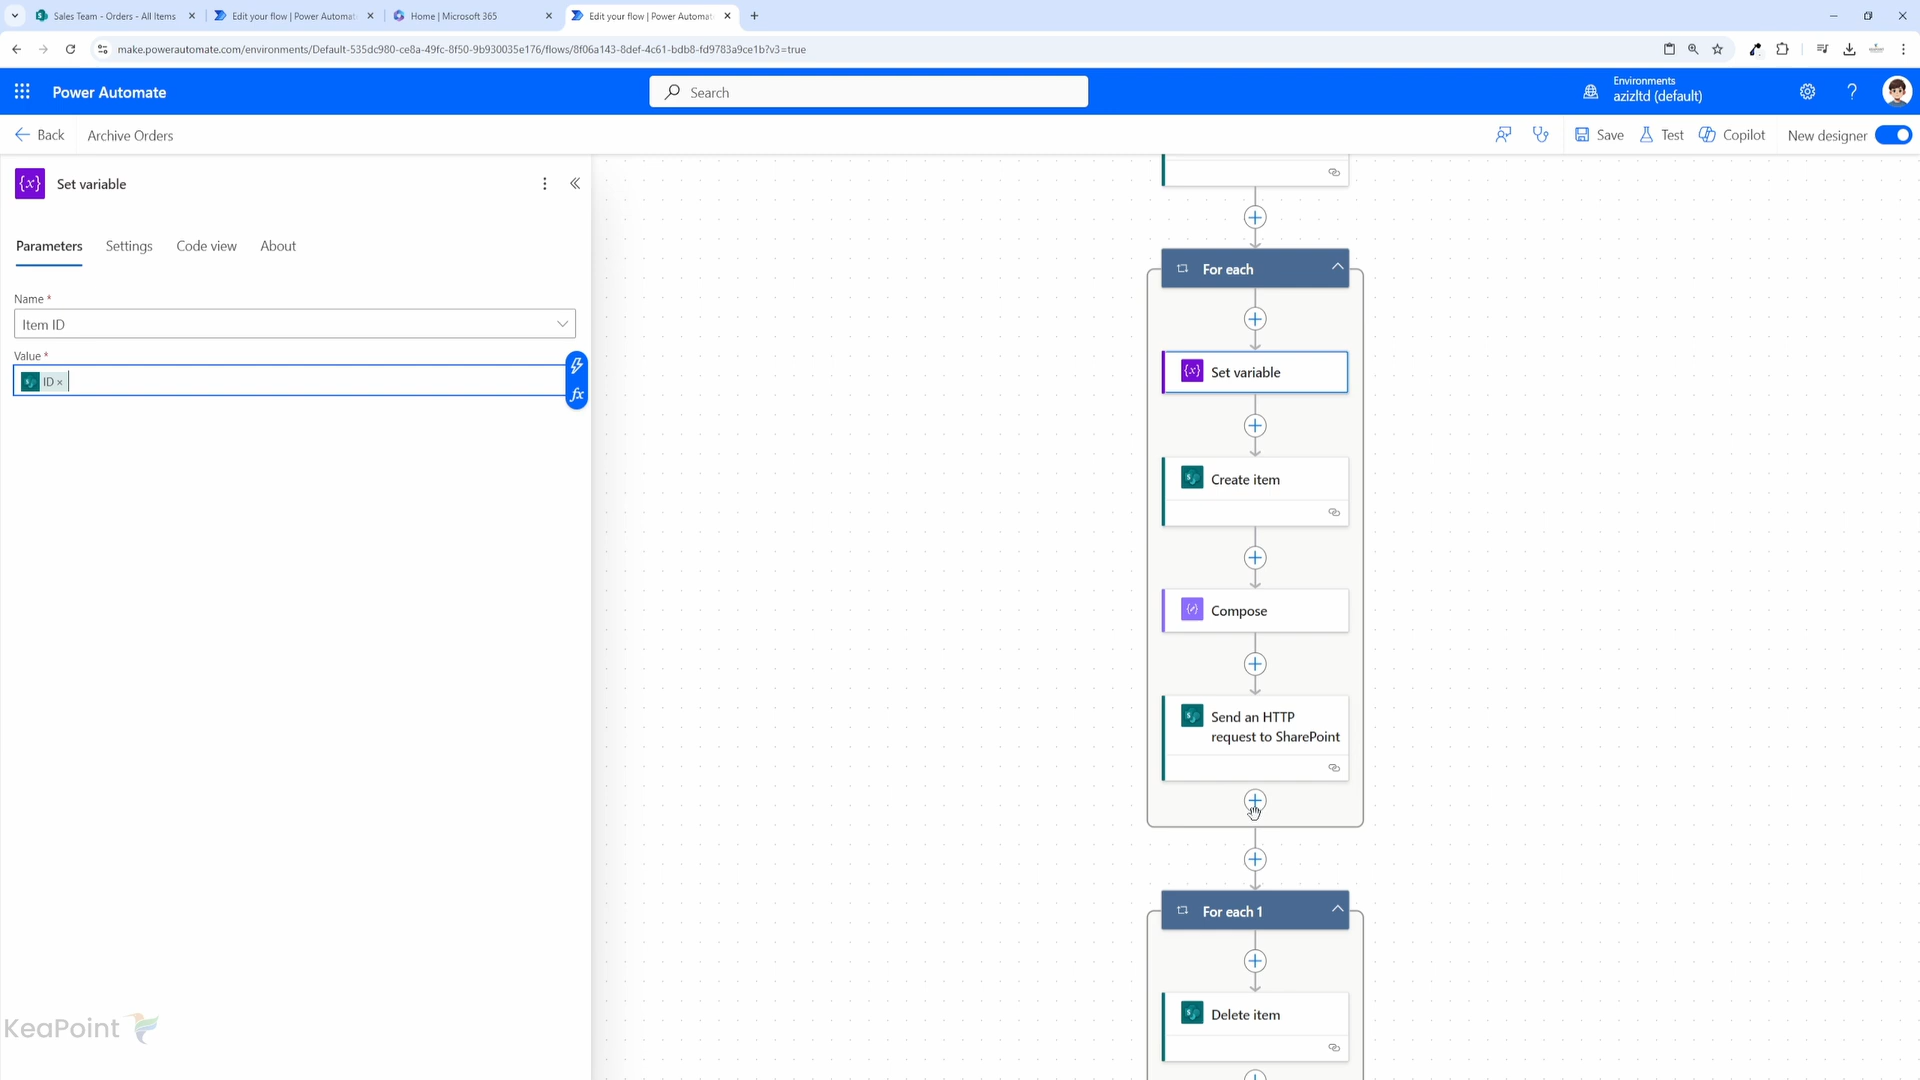 Sales Team - Orders - All Items
Edit your flow | Power Automat
Home | Microsoft 365
Edit your flow | Power Automat
make.powerautomate.com/environments/Default-535dc980-ce8a-49fc-8f50-9b930035e176/flows/8f06a143-8def-4c61-bdb8-fd9783a9ce1b?v3=true
Power Automate
Search
Environments
azizltd (default)
Back
Archive Orders
Save
Test
Copilot
New designer
{x}
Set variable
Parameters
Settings
Code view
About
Name *
Item ID
Value *
ID ×
fx
For each
{x}
Set variable
Create item
Compose
Send an HTTP
request to SharePoint
For each 1
Delete item
KeaPoint